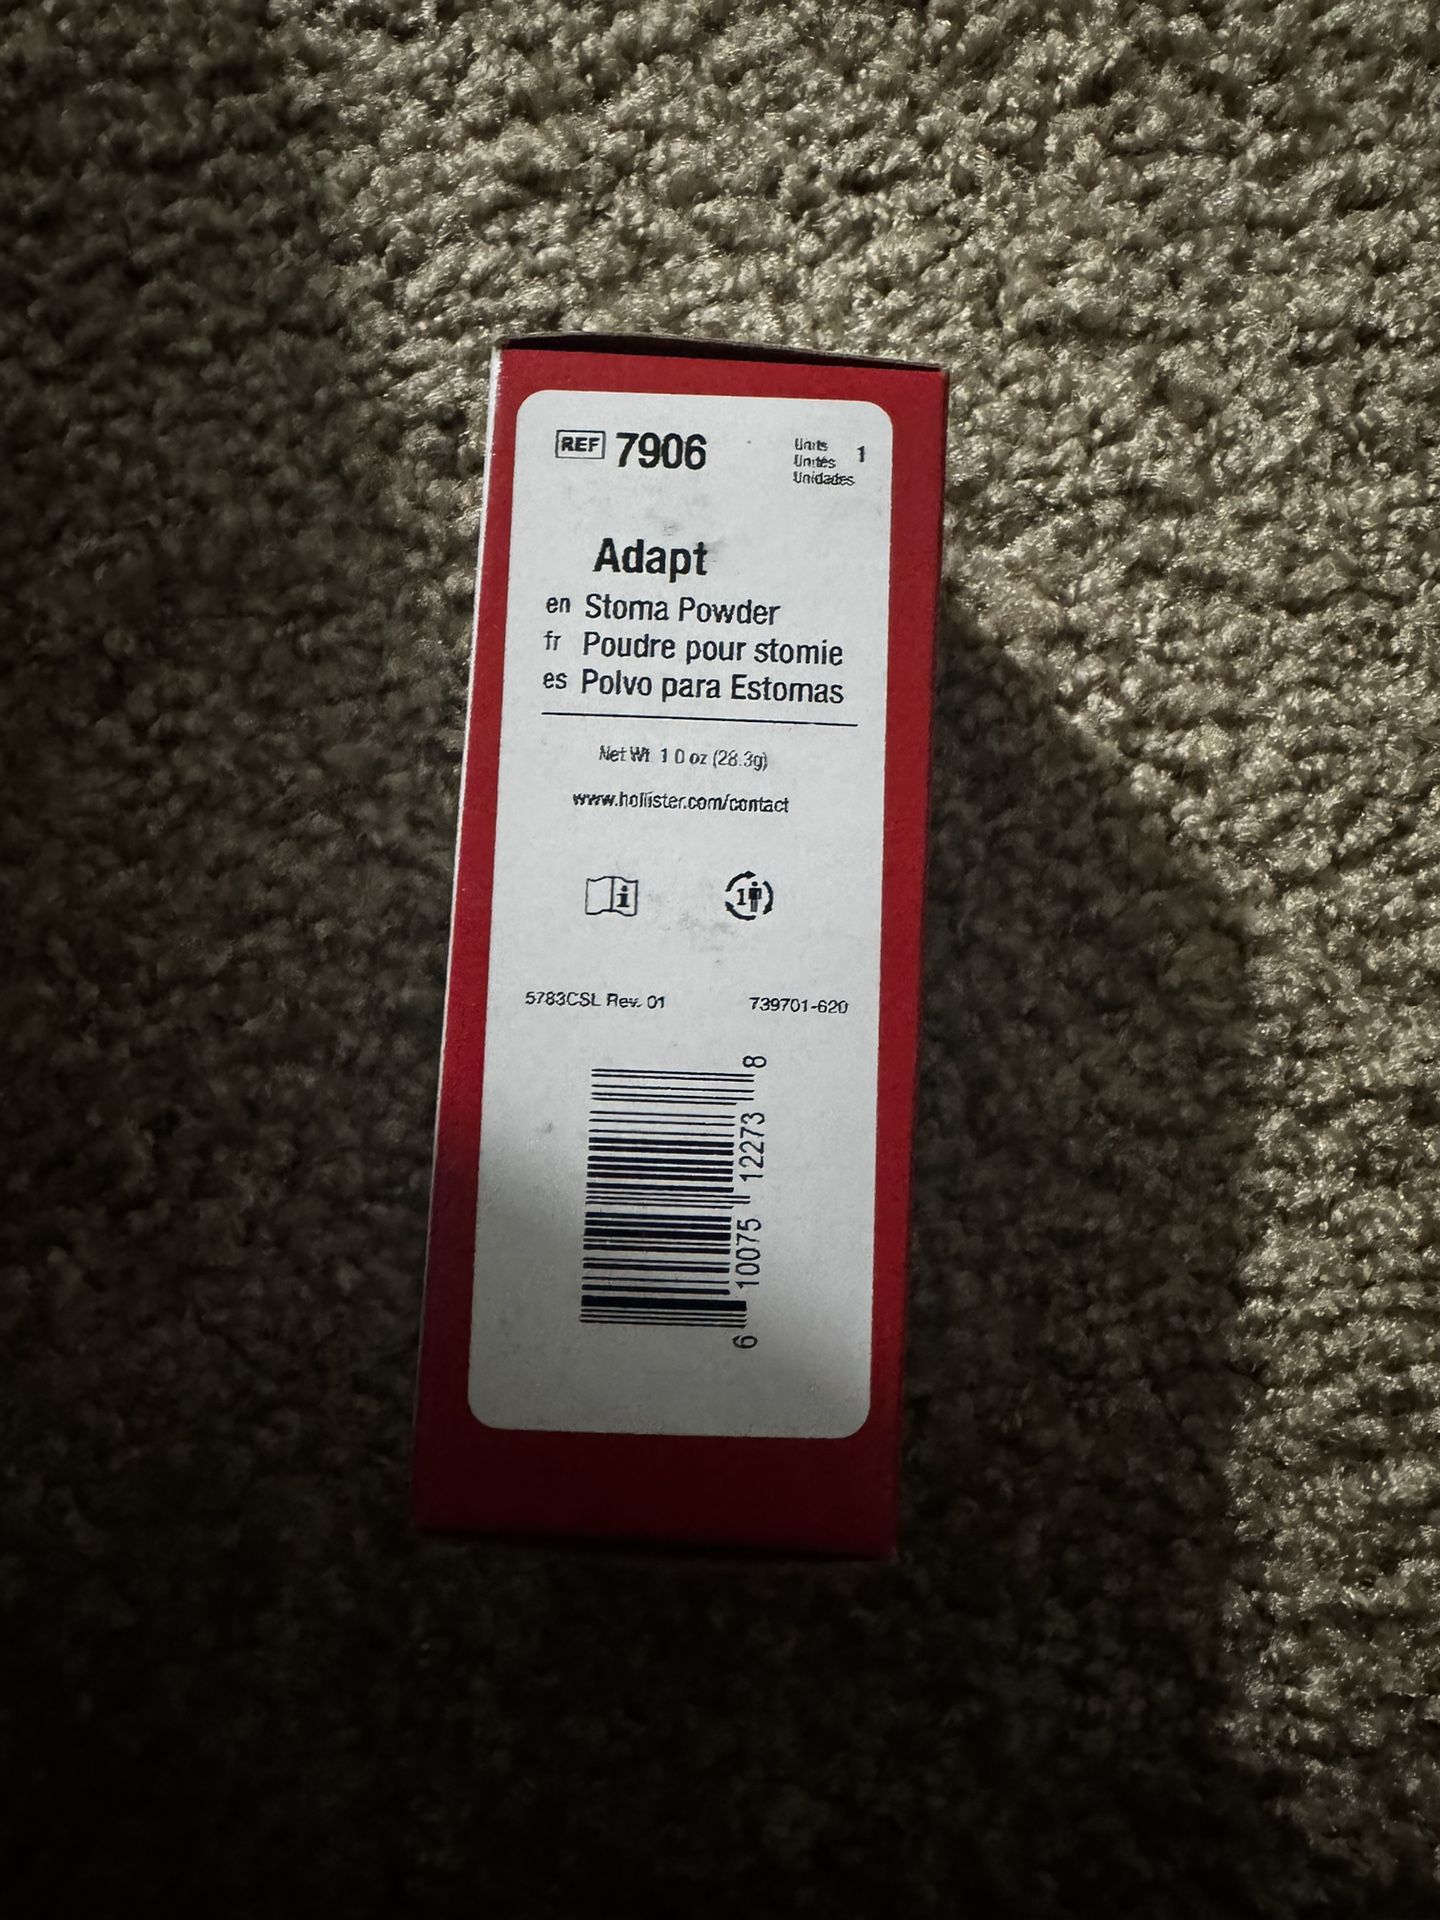 REF 7906
Units
Unités 1
Unidades
Adapt
en Stoma Powder
fr Poudre pour stomie
es Polvo para Estomas
Net Wt. 1.0 oz (28.3g)
www.hollister.com/contact
i
1
5783CSL Rev. 01 739701-620
6 10075 12273 8